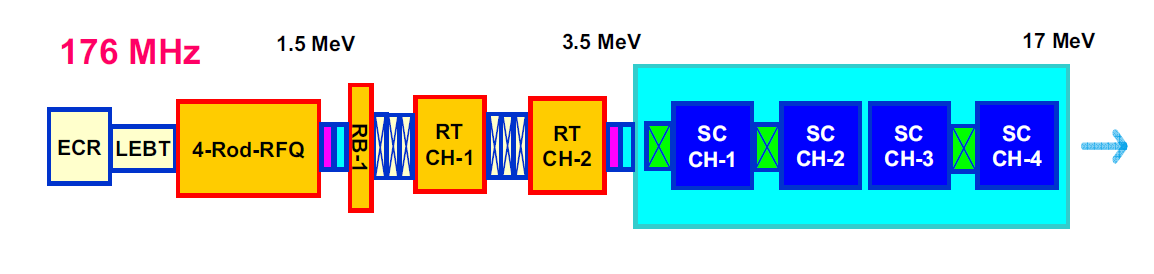 176 MHz
1.5 MeV
3.5 MeV
17 MeV
ECR
LEBT
4-Rod-RFQ
RB-1
RT
CH-1
RT
CH-2
SC
CH-1
SC
CH-2
SC
CH-3
SC
CH-4